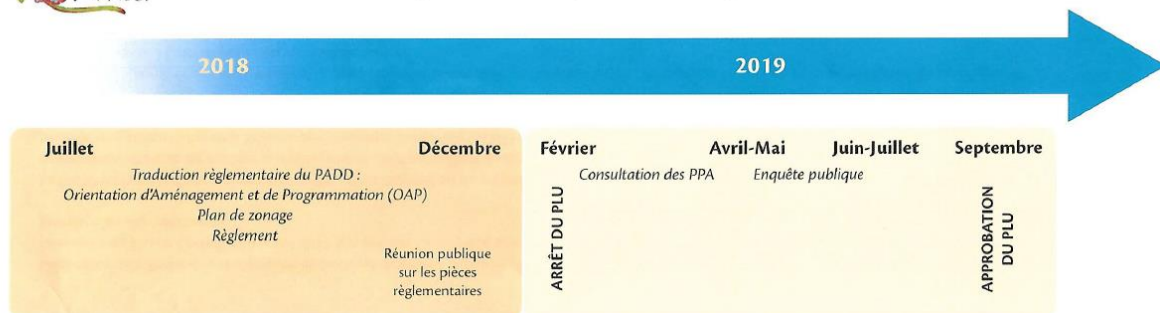 2018 2019
Juillet Décembre Février Avril-Mai Juin-Juillet Septembre
Traduction règlementaire du PADD :
Orientation d'Aménagement et de Programmation (OAP)
Plan de zonage
Règlement
Réunion publique
sur les pièces
règlementaires
ARRÊT DU PLU
Consultation des PPA
Enquête publique
APPROBATION
DU PLU